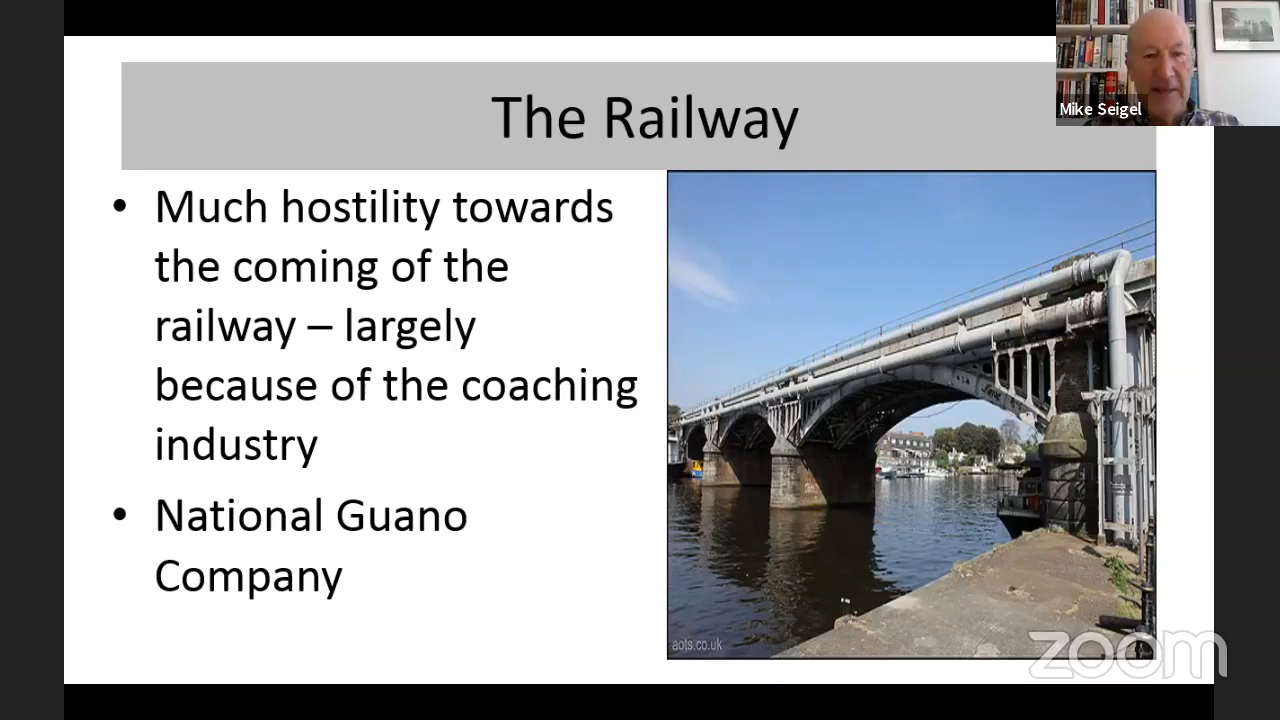 The Railway
Mike Seigel
• Much hostility towards
the coming of the
railway – largely
because of the coaching
industry
• National Guano
Company
aots.co.uk
zoom